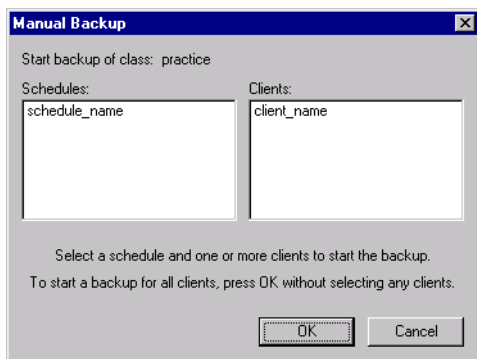 Manual Backup
Start backup of class: practice
Schedules:
Clients:
schedule_name
client_name
Select a schedule and one or more clients to start the backup.
To start a backup for all clients, press OK without selecting any clients.
OK
Cancel